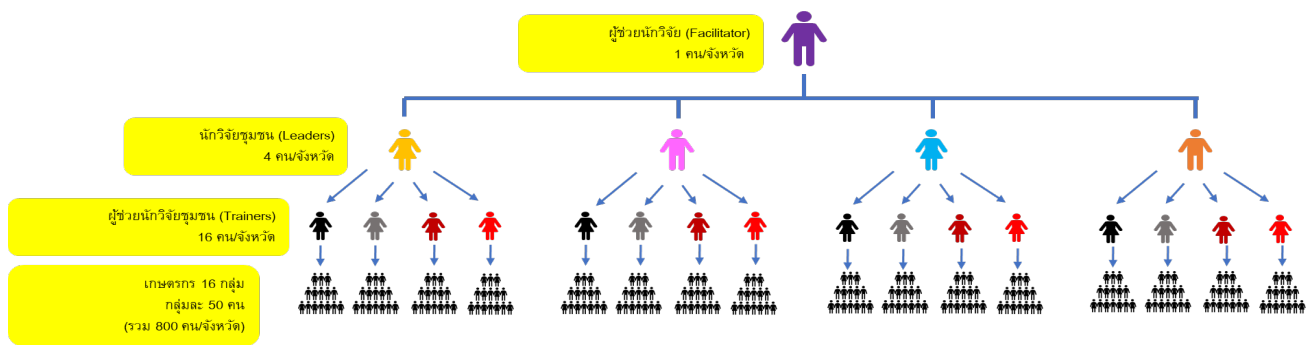 ผู้ช่วยนักวิจัย (Facilitator)
1 คน/จังหวัด
นักวิจัยชุมชน (Leaders)
4 คน/จังหวัด
ผู้ช่วยนักวิจัยชุมชน (Trainers)
16 คน/จังหวัด
เกษตรกร 16 กลุ่ม
กลุ่มละ 50 คน
(รวม 800 คน/จังหวัด)